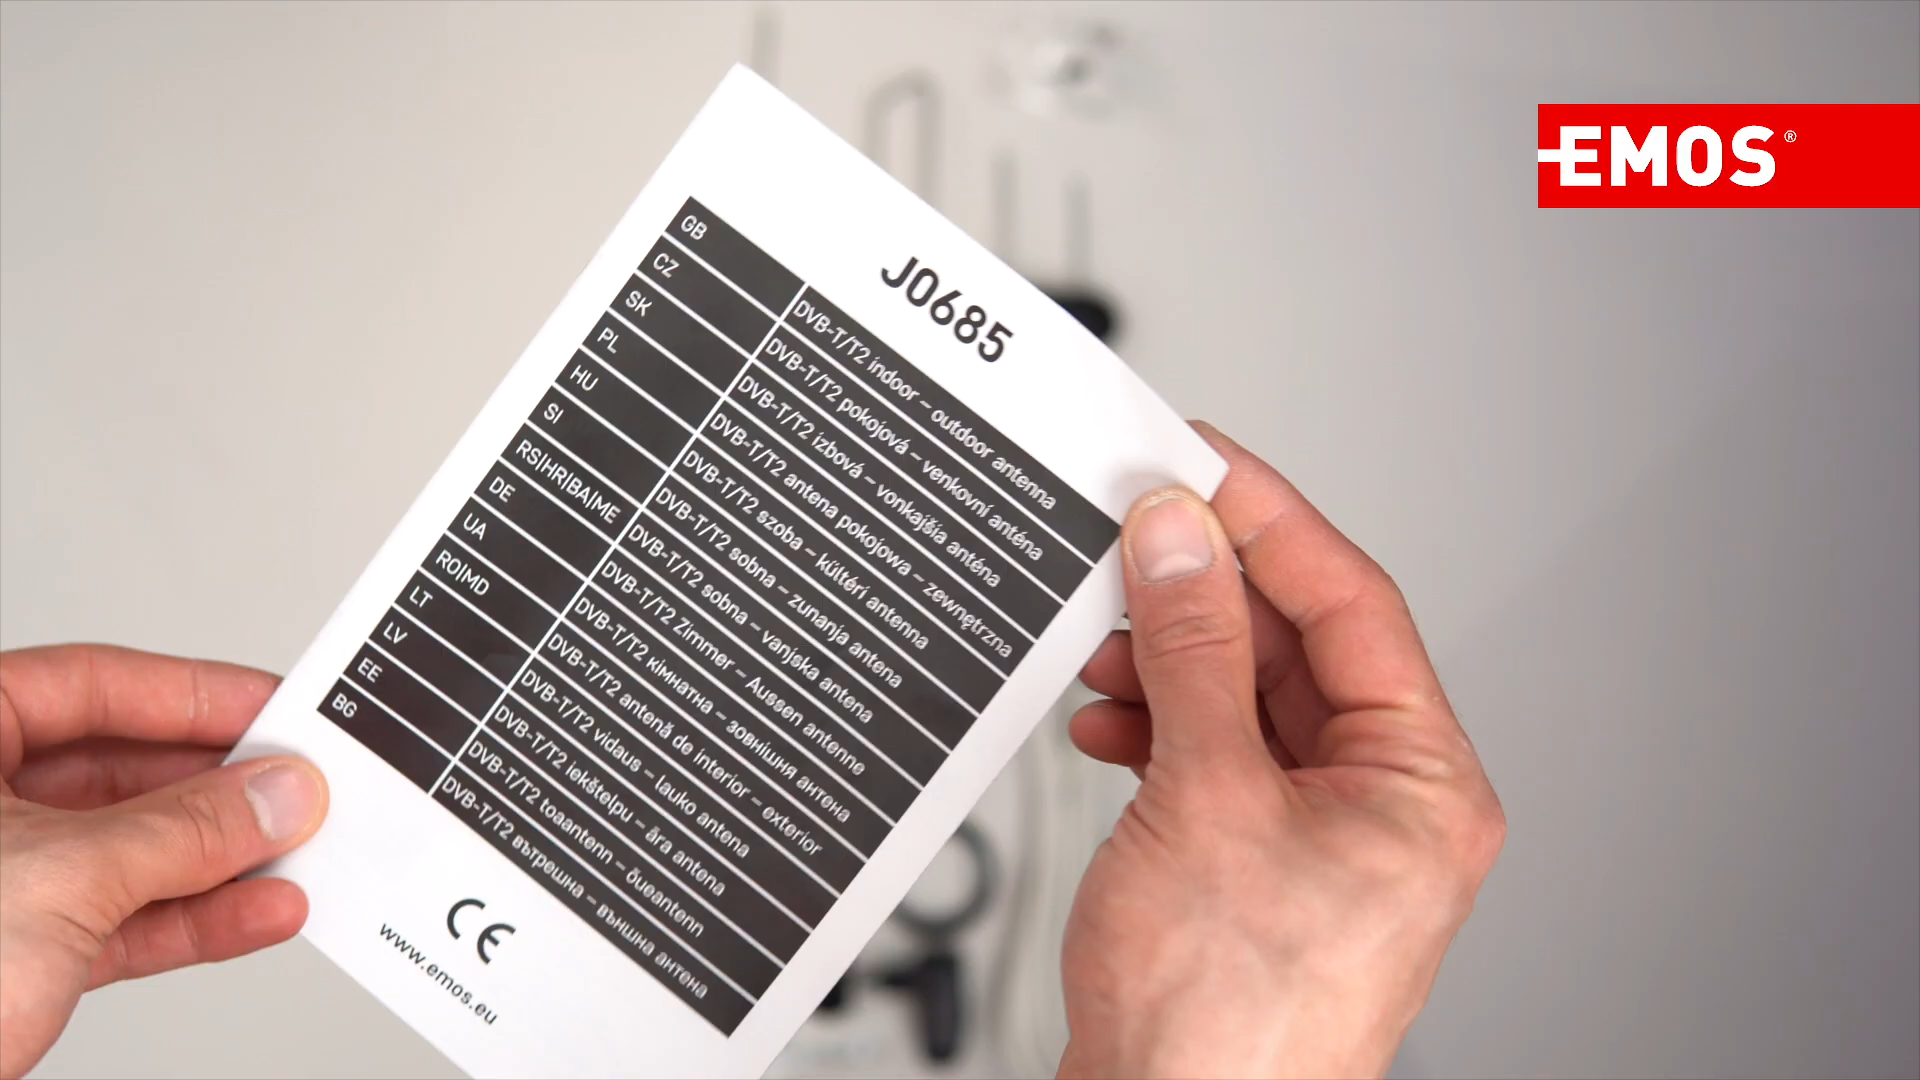 EMOS®
J0685
GB DVB-T/T2 indoor – outdoor antenna
CZ DVB-T/T2 pokojová – venkovní anténa
SK DVB-T/T2 izbová – vonkajšia anténa
PL DVB-T/T2 antena pokojowa – zewnętrzna
HU DVB-T/T2 szoba – kültéri antenna
SI DVB-T/T2 sobna – zunanja antena
RS|HR|BA|ME DVB-T/T2 sobna – vanjska antena
DE DVB-T/T2 Zimmer – Aussen antenne
UA DVB-T/T2 кімнатна – зовнішня антена
RO|MD DVB-T/T2 antenă de interior – exterior
LT DVB-T/T2 vidaus – lauko antena
LV DVB-T/T2 iekštelpu – āra antena
EE DVB-T/T2 toaantenn – õueantenn
BG DVB-T/T2 вътрешна – външна антена
CE
www.emos.eu